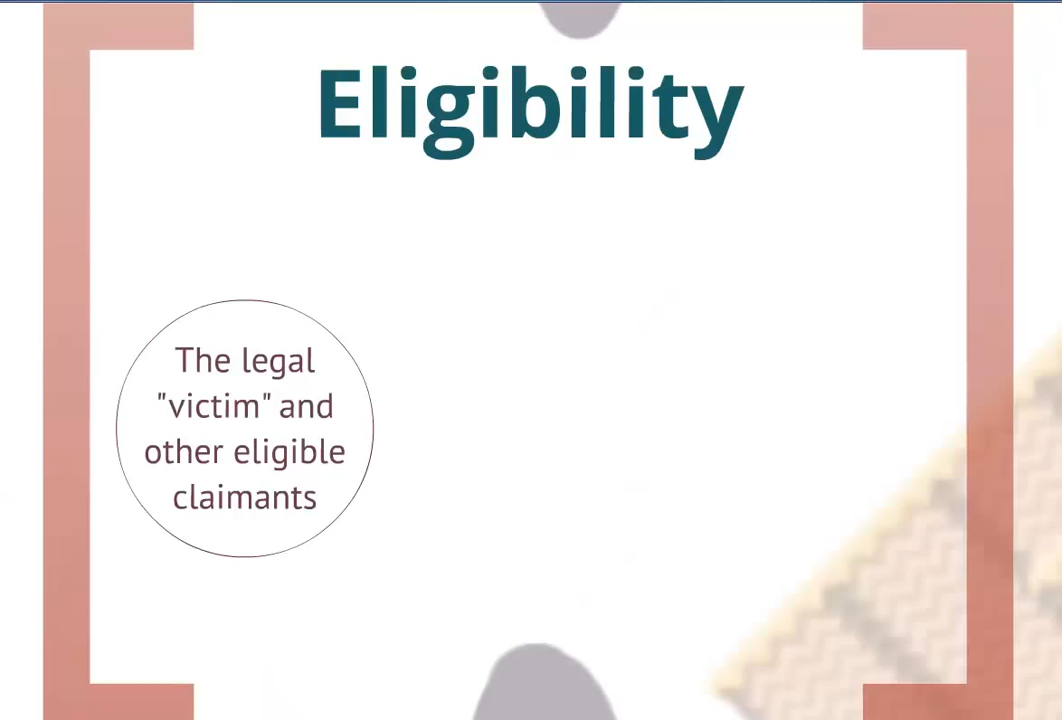 Eligibility
The legal
"victim" and
other eligible
claimants